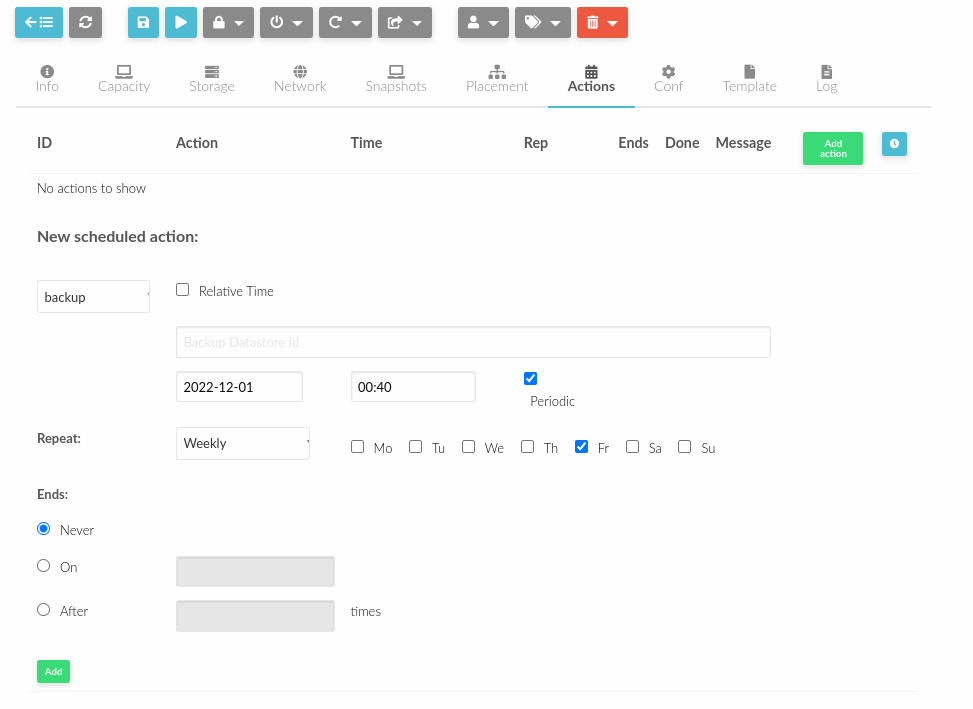 Info Capacity Storage Network Snapshots Placement Actions Conf Template Log
ID Action Time Rep Ends Done Message Add action
No actions to show
New scheduled action:
backup Relative Time
Backup Datastore Id
2022-12-01 00:40 Periodic
Repeat: Weekly Mo Tu We Th Fr Sa Su
Ends:
Never
On
After times
Add